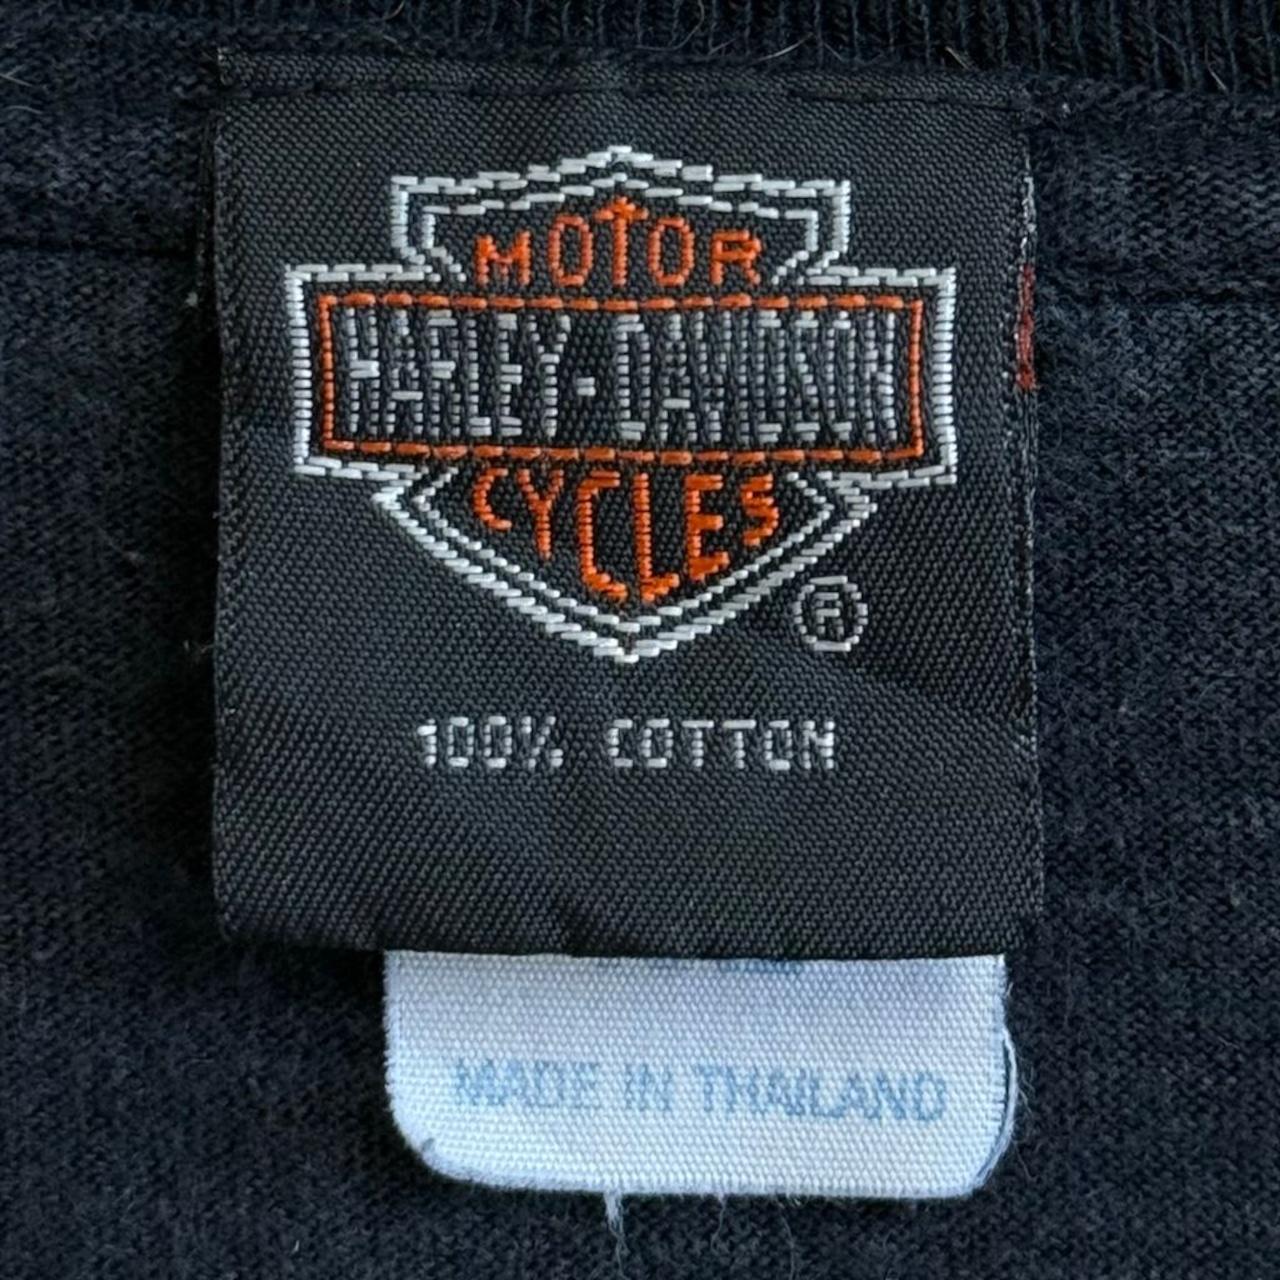 MOTOR
HARLEY-DAVIDSON
CYCLES
®
100% COTTON
MADE IN THAILAND